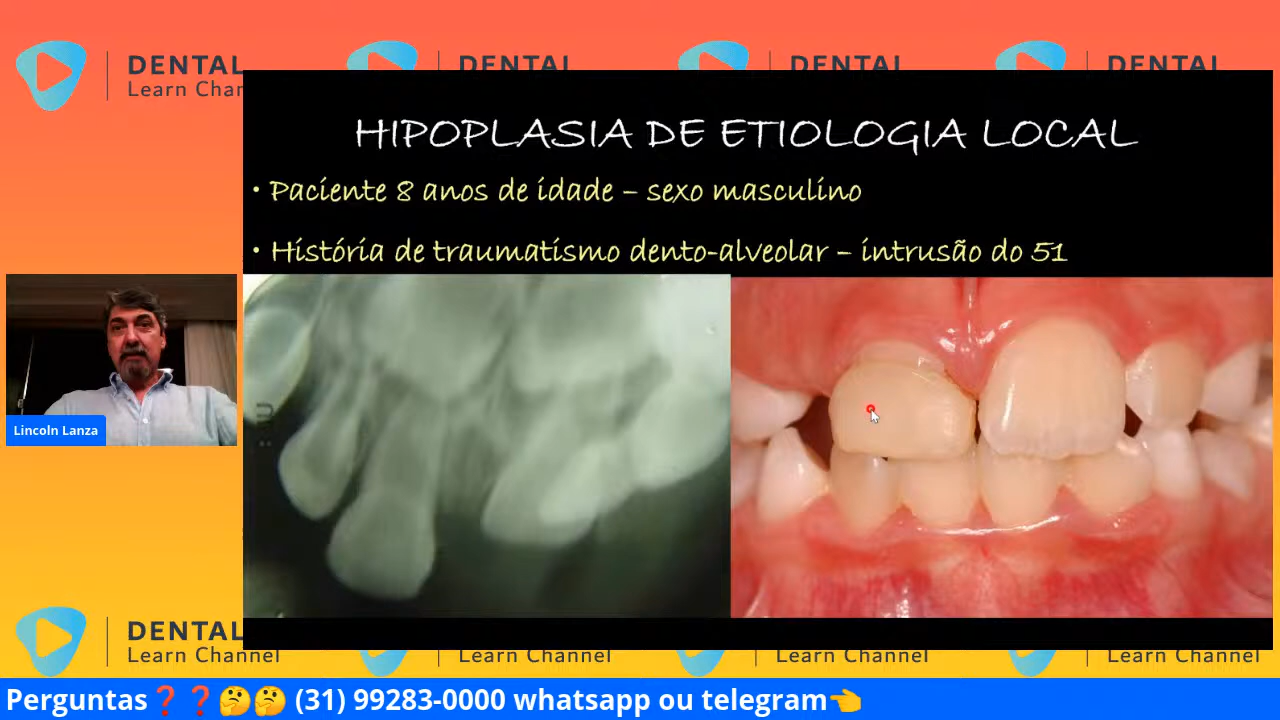 DENTAL
Learn Chan
DENTAL
DENTAL
DENTAL
HIPOPLASIA DE ETIOLOGIA LOCAL
• Paciente 8 anos de idade – sexo masculino
• História de traumatismo dento-alveolar – intrusão do 51
Lincoln Lanza
DENTAL
Learn Channel
Learn Channel
Learn Channel
Learn Channel
Perguntas❓❓🤔🤔 (31) 99283-0000 whatsapp ou telegram👈